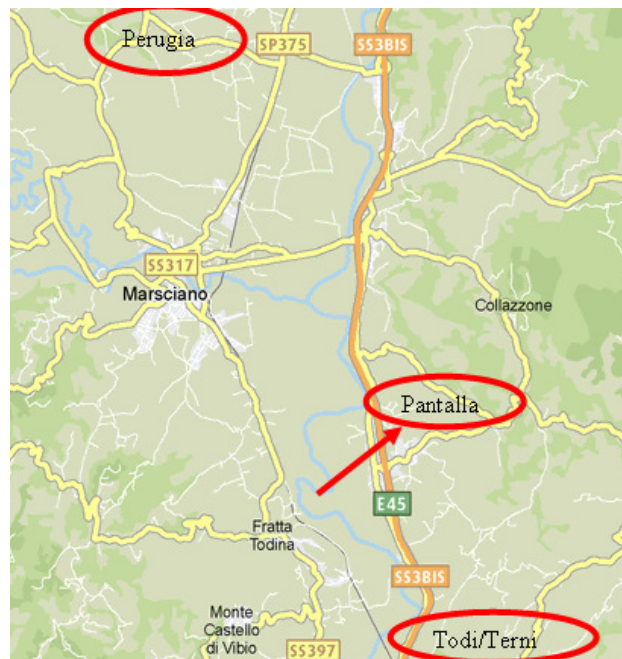 Perugia
SP375
SS3BIS
SS317
Marsciano
Collazzone
Pantalla
E45
Fratta
Todina
SS3BIS
Monte
Castello
di Vibio
SS397
Todi/Terni